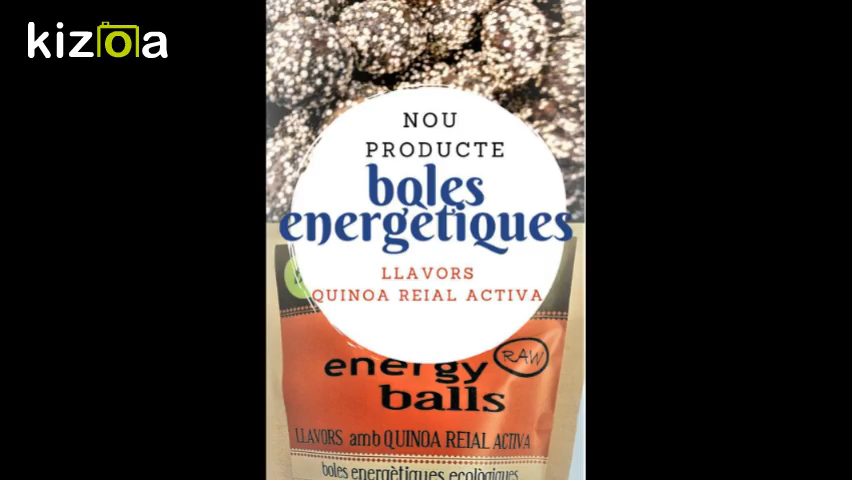 kizoa
NOU
PRODUCTE
boles
energètiques
LLAVORS
QUINOA REIAL ACTIVA
energy
RAW
balls
LLAVORS amb QUINOA REIAL ACTIVA
boles energètiques ecològiques